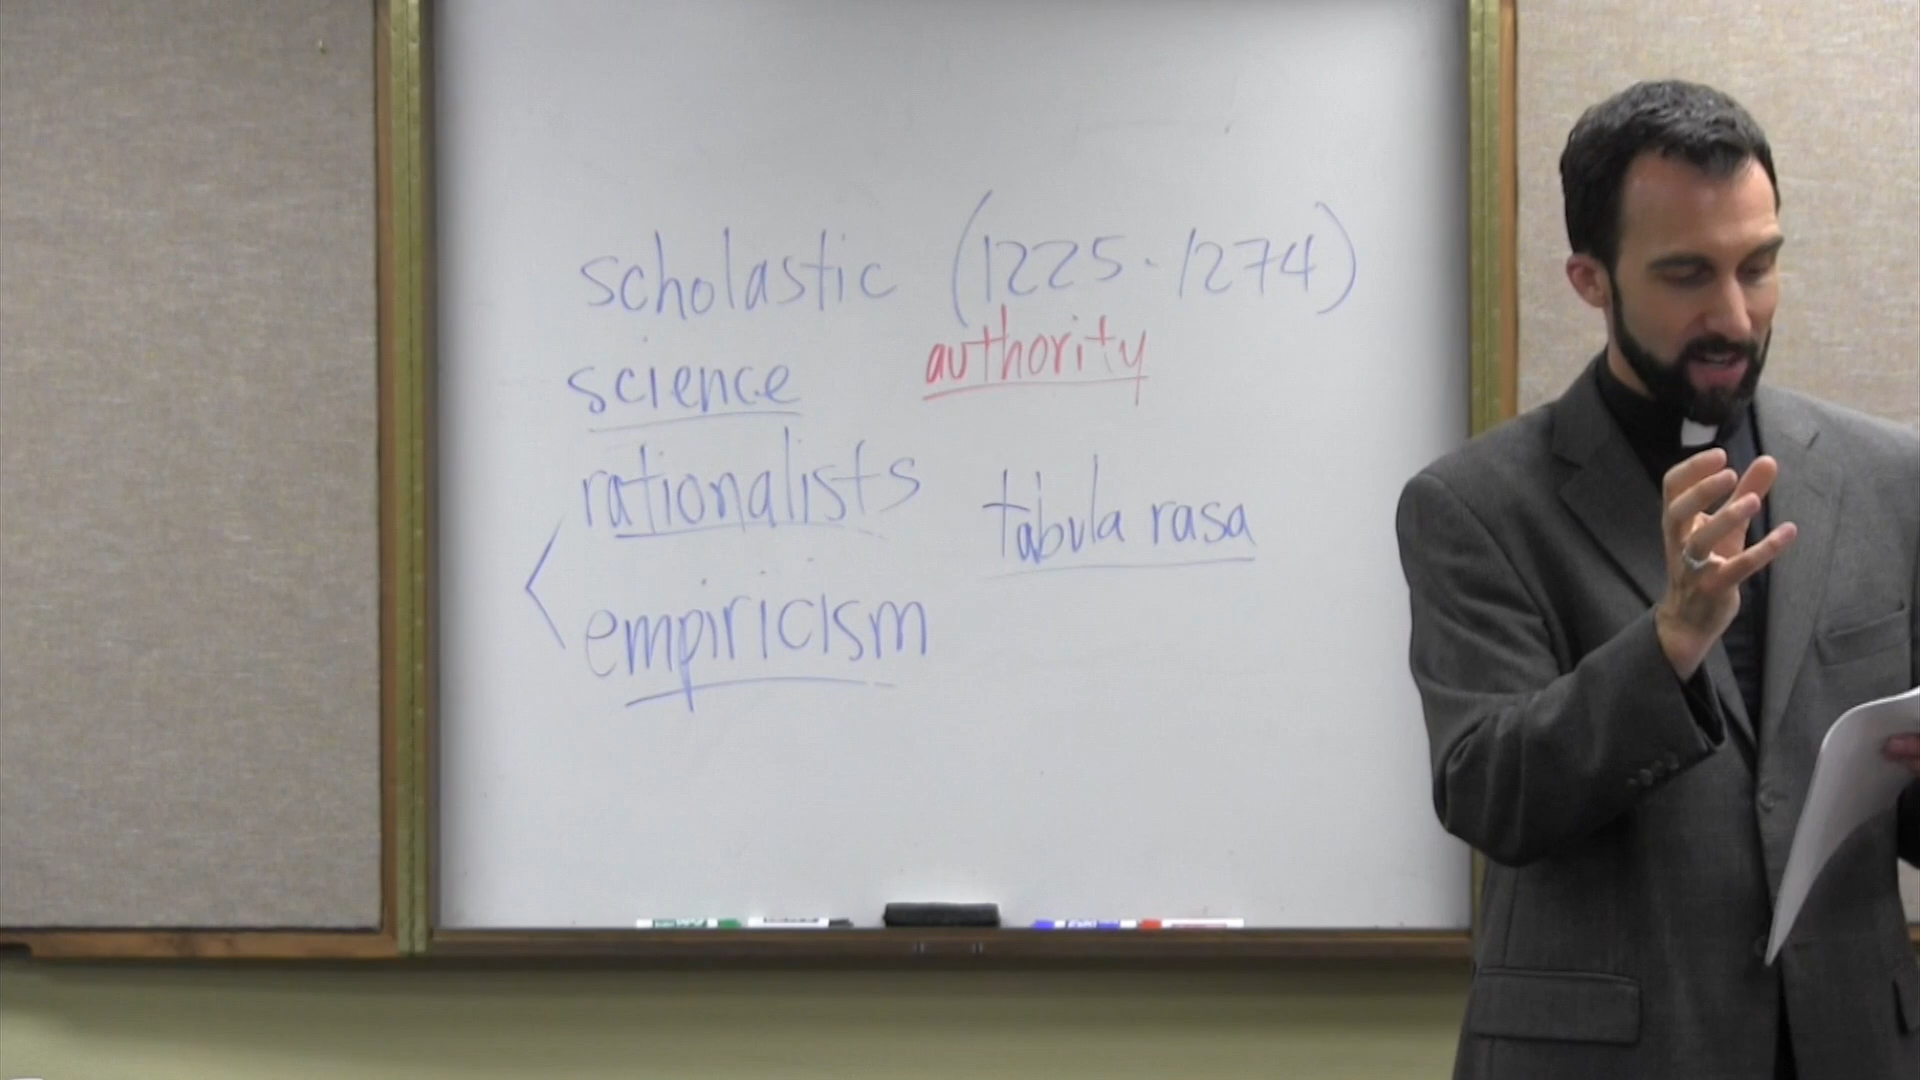 scholastic (1225-1274)
science authority
rationalists tabula rasa
empiricism